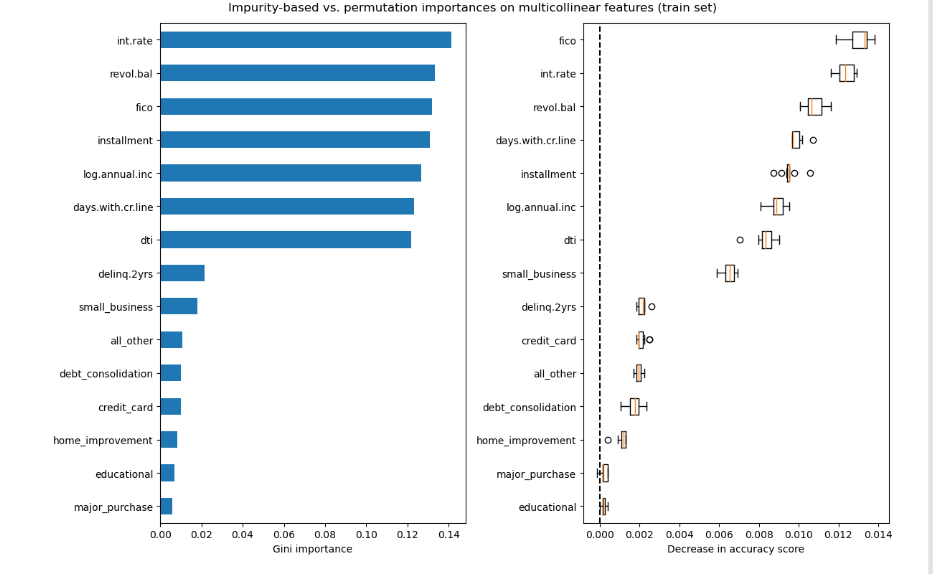 Impurity-based vs. permutation importances on multicollinear features (train set)
int.rate
revol.bal
fico
installment
log.annual.inc
days.with.cr.line
dti
delinq.2yrs
small_business
all_other
debt_consolidation
credit_card
home_improvement
educational
major_purchase
0.00 0.02 0.04 0.06 0.08 0.10 0.12 0.14
Gini importance
fico
int.rate
revol.bal
days.with.cr.line
installment
log.annual.inc
dti
small_business
delinq.2yrs
credit_card
all_other
debt_consolidation
home_improvement
major_purchase
educational
0.000 0.002 0.004 0.006 0.008 0.010 0.012 0.014
Decrease in accuracy score